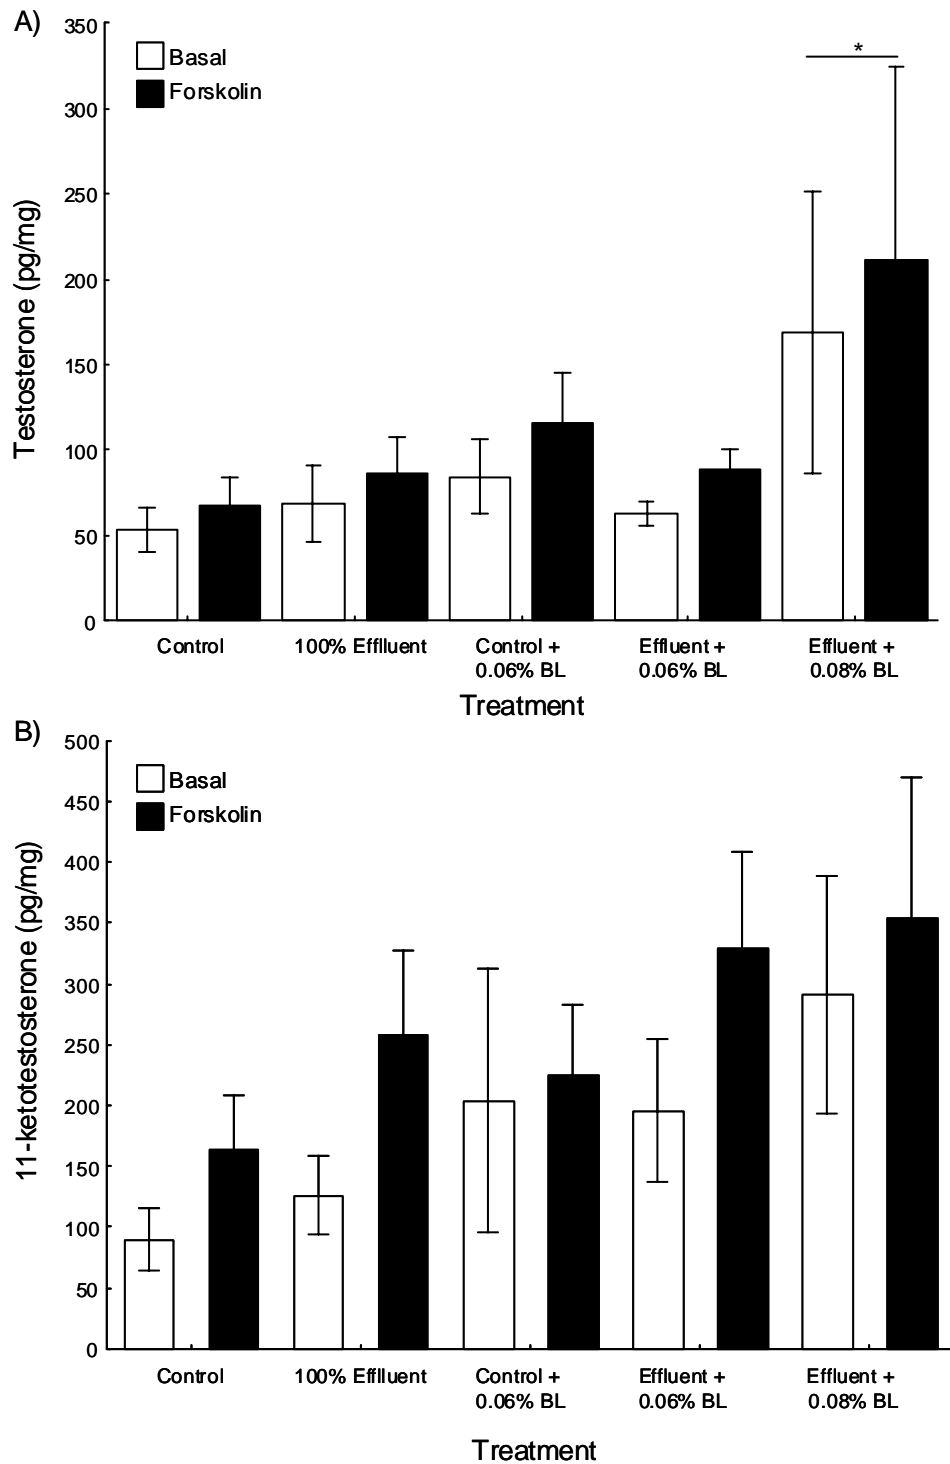 A)
350
300
250
200
150
100
50
0
Testosterone (pg/mg)
Basal
Forskolin
*
Control
100% Efflluent
Control +
0.06% BL
Effluent +
0.06% BL
Effluent +
0.08% BL
Treatment
B)
500
450
400
350
300
250
200
150
100
50
0
11-ketotestosterone (pg/mg)
Basal
Forskolin
Control
100% Efflluent
Control +
0.06% BL
Effluent +
0.06% BL
Effluent +
0.08% BL
Treatment